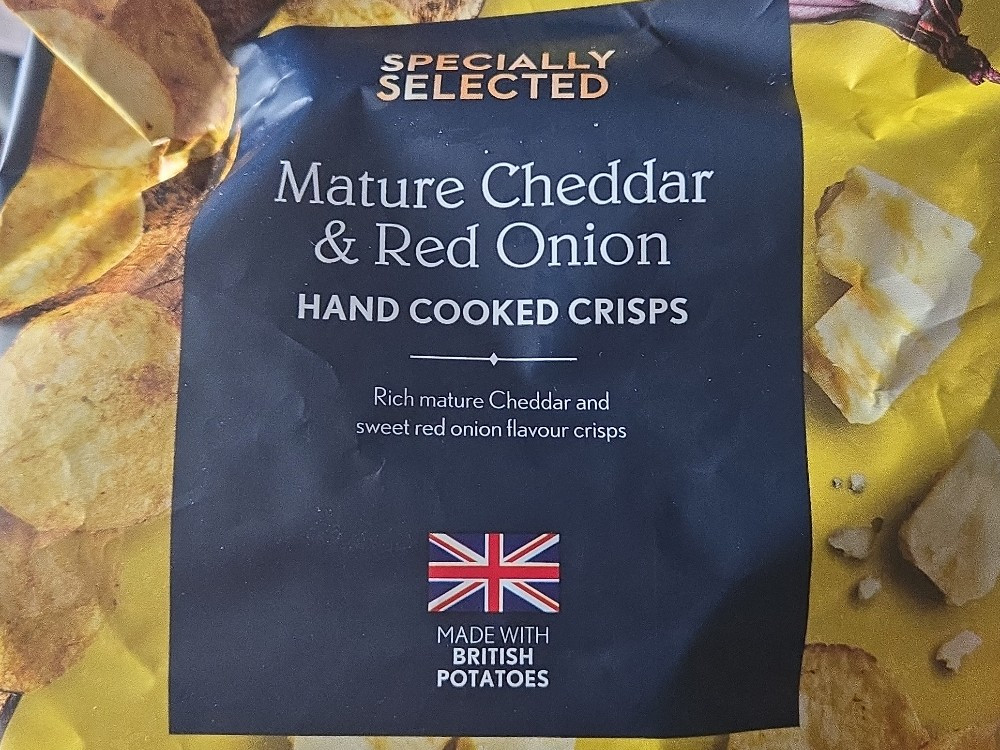 SPECIALLY
SELECTED
Mature Cheddar
& Red Onion
HAND COOKED CRISPS
Rich mature Cheddar and
sweet red onion flavour crisps
MADE WITH
BRITISH
POTATOES